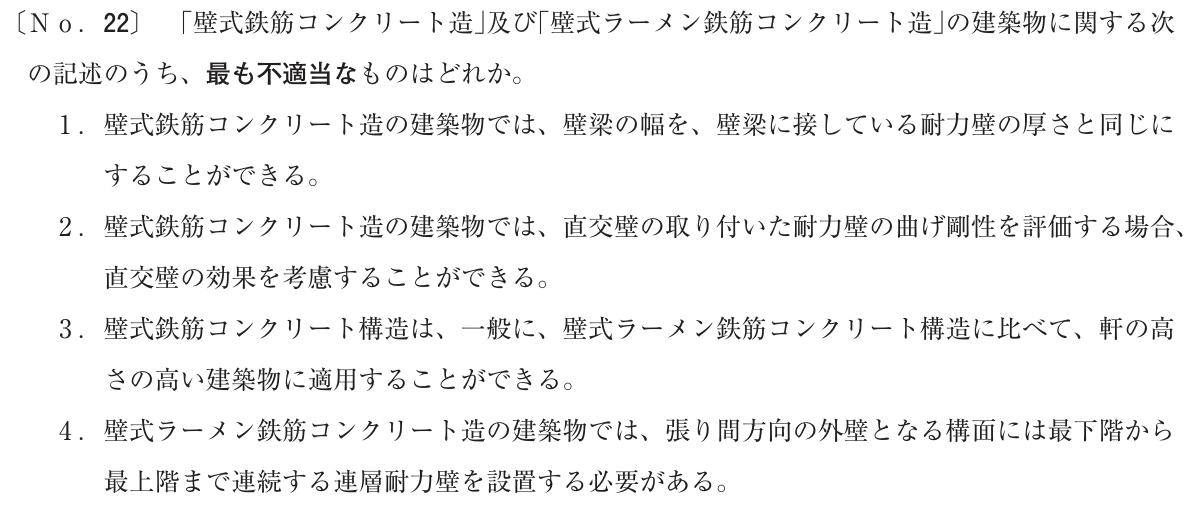 〔Ｎｏ．22〕　「壁式鉄筋コンクリート造」及び「壁式ラーメン鉄筋コンクリート造」の建築物に関する次
の記述のうち、最も不適当なものはどれか。
１．壁式鉄筋コンクリート造の建築物では、壁梁の幅を、壁梁に接している耐力壁の厚さと同じに
することができる。
２．壁式鉄筋コンクリート造の建築物では、直交壁の取り付いた耐力壁の曲げ剛性を評価する場合、
直交壁の効果を考慮することができる。
３．壁式鉄筋コンクリート構造は、一般に、壁式ラーメン鉄筋コンクリート構造に比べて、軒の高
さの高い建築物に適用することができる。
４．壁式ラーメン鉄筋コンクリート造の建築物では、張り間方向の外壁となる構面には最下階から
最上階まで連続する連層耐力壁を設置する必要がある。